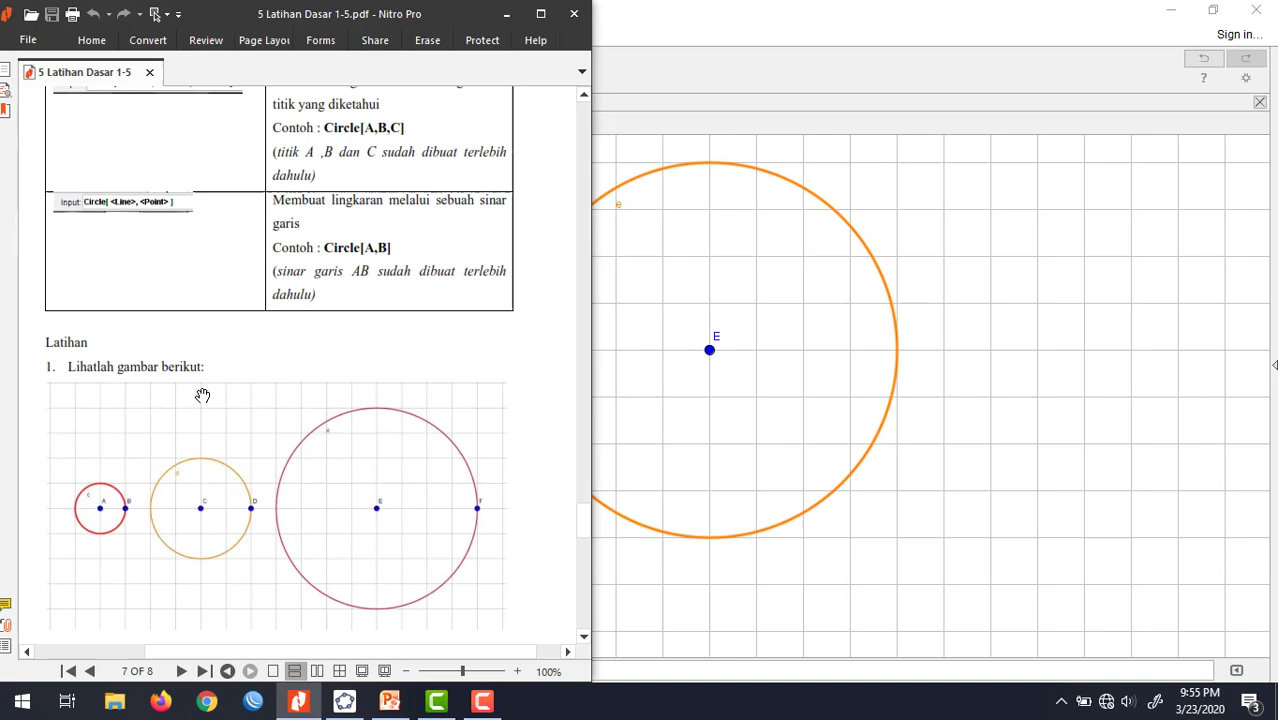 5 Latihan Dasar 1-5.pdf - Nitro Pro
Sign in...
File Home Convert Review Page Layou Forms Share Erase Protect Help
5 Latihan Dasar 1-5
titik yang diketahui
Contoh : Circle[A,B,C]
(titik A ,B dan C sudah dibuat terlebih
dahulu)
Input: Circle[ <Line>, <Point> ]
Membuat lingkaran melalui sebuah sinar
garis
Contoh : Circle[A,B]
(sinar garis AB sudah dibuat terlebih
dahulu)
Latihan
1. Lihatlah gambar berikut:
c A B d C D E F
e
E
7 OF 8
100%
9:55 PM
3/23/2020
3